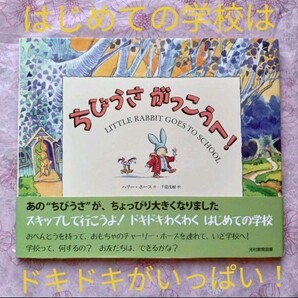 はじめての学校は
ちびうさ がっこうへ!
LITTLE RABBIT GOES TO SCHOOL
ハリー・ホース 作 千葉茂樹 訳
あの“ちびうさ”が、ちょっぴり大きくなりました
スキップして行こうよ! ドキドキわくわく はじめての学校
おべんとうを持って、おもちゃのチャーリー・ホースを連れて、いざ学校へ!
学校って、何するの? お友だちは、できるかな?
ドキドキがいっぱい!